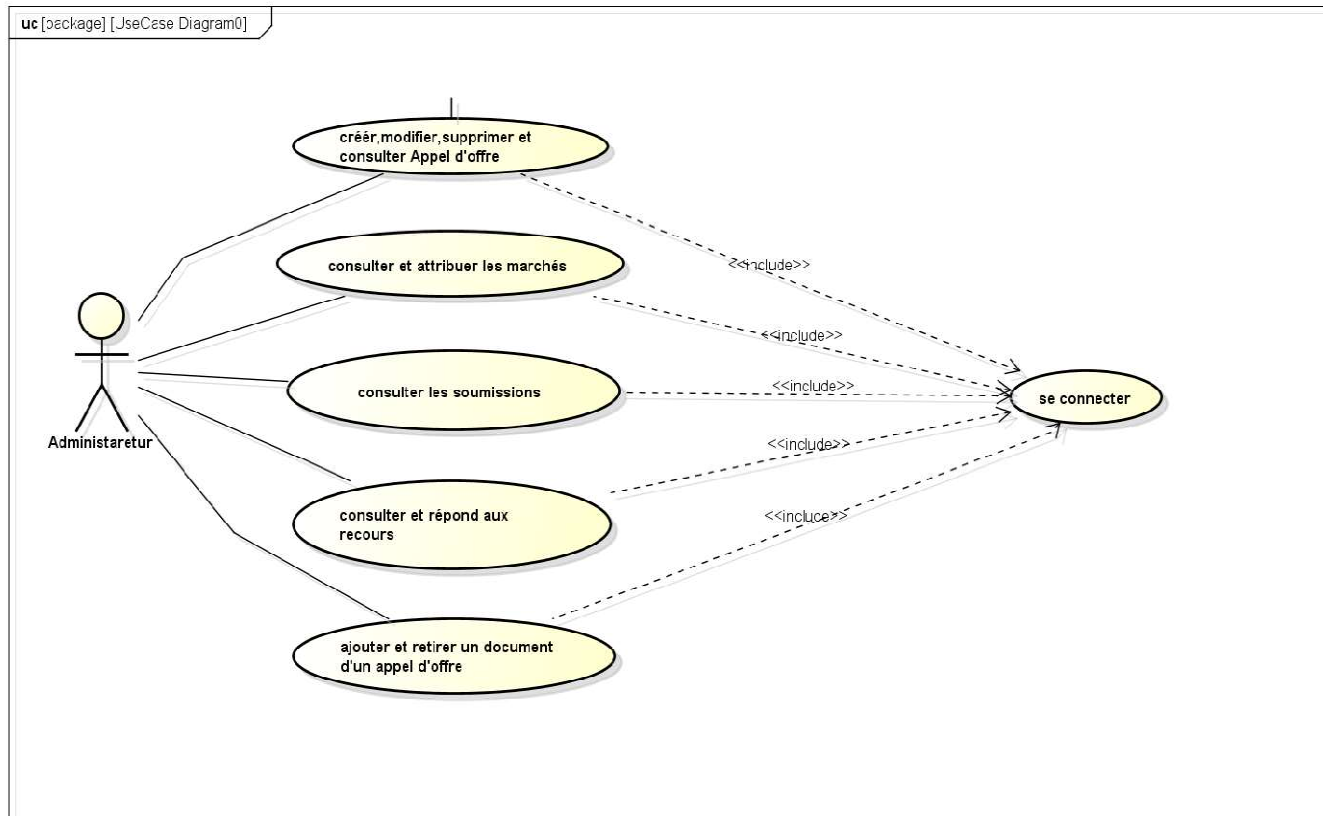 uc [package] [UseCase Diagram0]
créér,modifier,supprimer et
consulter Appel d'offre
consulter et attribuer les marchés
<<include>>
<<include>>
consulter les soumissions
<<include>>
se connecter
Administaretur
<<include>>
consulter et répond aux
recours
<<include>>
ajouter et retirer un document
d'un appel d'offre